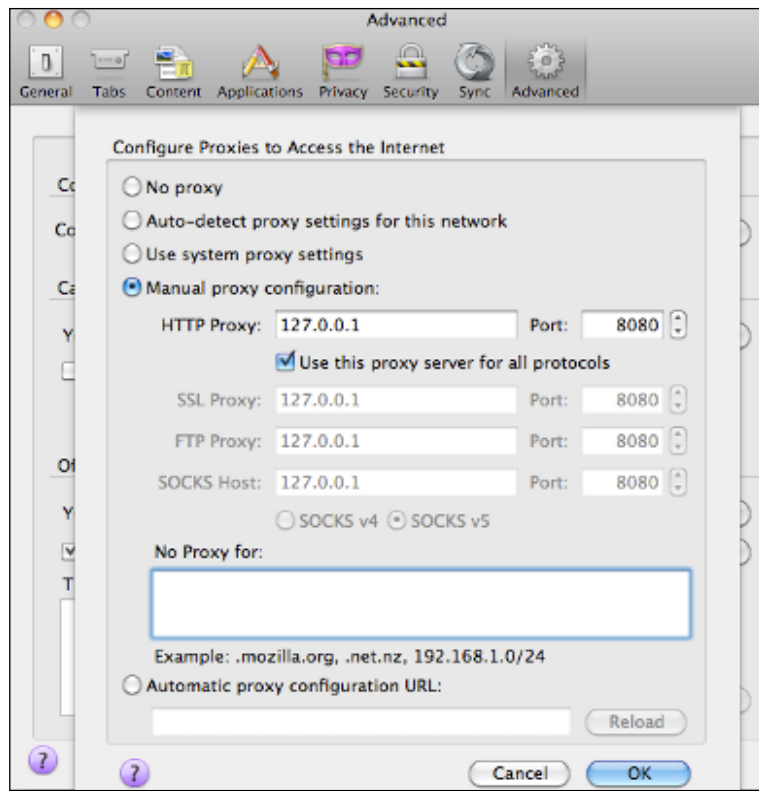 Advanced
General Tabs Content Applications Privacy Security Sync Advanced
Configure Proxies to Access the Internet
No proxy
Auto-detect proxy settings for this network
Use system proxy settings
Manual proxy configuration:
HTTP Proxy: 127.0.0.1 Port: 8080
Use this proxy server for all protocols
SSL Proxy: 127.0.0.1 Port: 8080
FTP Proxy: 127.0.0.1 Port: 8080
SOCKS Host: 127.0.0.1 Port: 8080
SOCKS v4 SOCKS v5
No Proxy for:
Example: .mozilla.org, .net.nz, 192.168.1.0/24
Automatic proxy configuration URL:
Reload
? ? Cancel OK